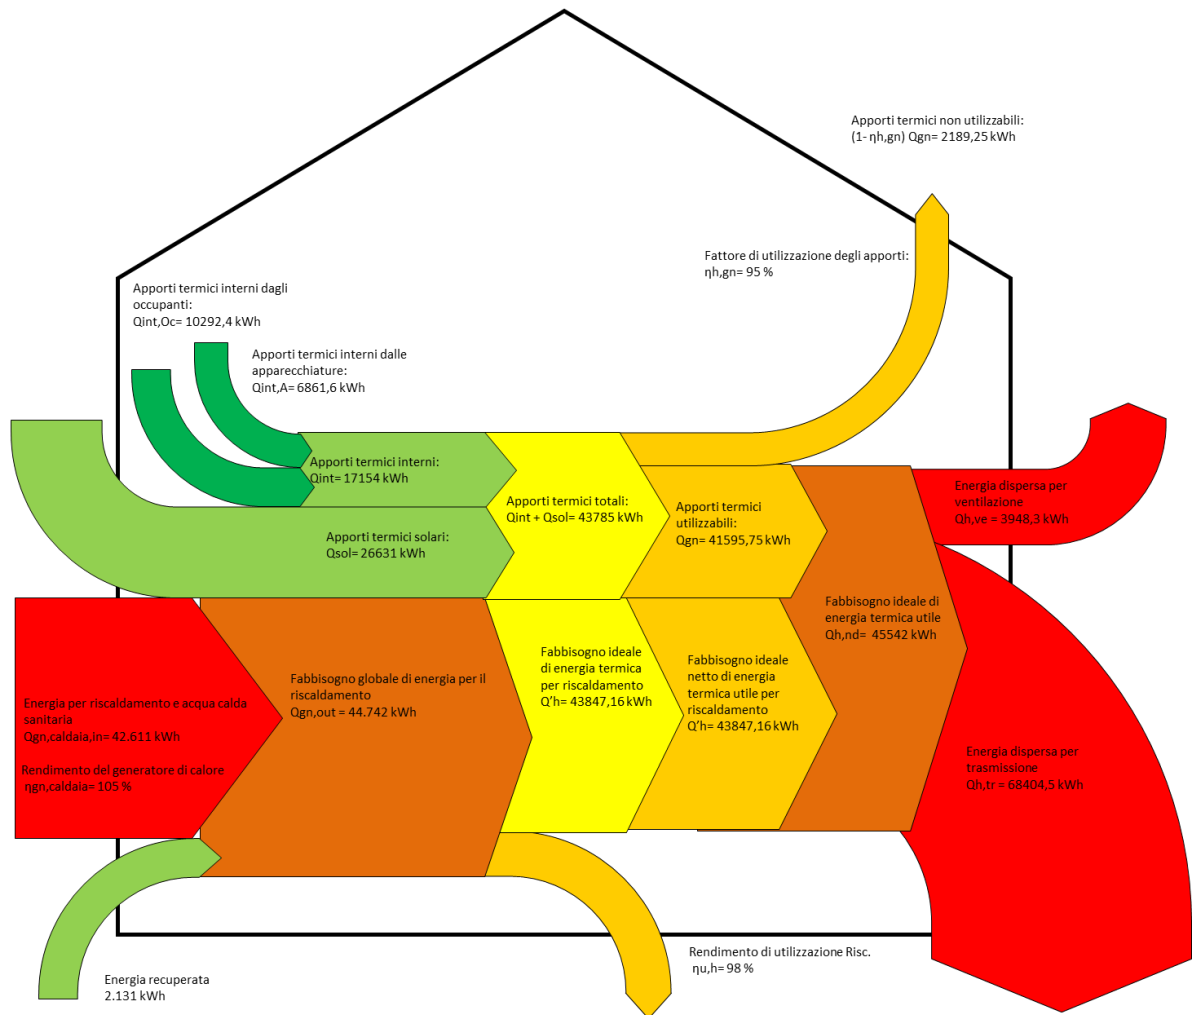 Apporti termici non utilizzabili:
(1- ηh,gn) Qgn= 2189,25 kWh
Fattore di utilizzazione degli apporti:
ηh,gn= 95 %
Apporti termici interni dagli
occupanti:
Qint,Oc= 10292,4 kWh
Apporti termici interni dalle
apparecchiature:
Qint,A= 6861,6 kWh
Apporti termici interni:
Qint= 17154 kWh
Apporti termici solari:
Qsol= 26631 kWh
Apporti termici totali:
Qint + Qsol= 43785 kWh
Apporti termici
utilizzabili:
Qgn= 41595,75 kWh
Energia dispersa per
ventilazione
Qh,ve = 3948,3 kWh
Fabbisogno ideale di
energia termica utile
Qh,nd=  45542 kWh
Fabbisogno ideale
di energia termica
per riscaldamento
Q’h= 43847,16 kWh
Fabbisogno ideale
netto di energia
termica utile per
riscaldamento
Q’h= 43847,16 kWh
Fabbisogno globale di energia per il
riscaldamento
Qgn,out = 44.742 kWh
Energia per riscaldamento e acqua calda
sanitaria
Qgn,caldaia,in= 42.611 kWh
Rendimento del generatore di calore
ηgn,caldaia= 105 %
Energia dispersa per
trasmissione
Qh,tr = 68404,5 kWh
Rendimento di utilizzazione Risc.
ηu,h= 98 %
Energia recuperata
2.131 kWh